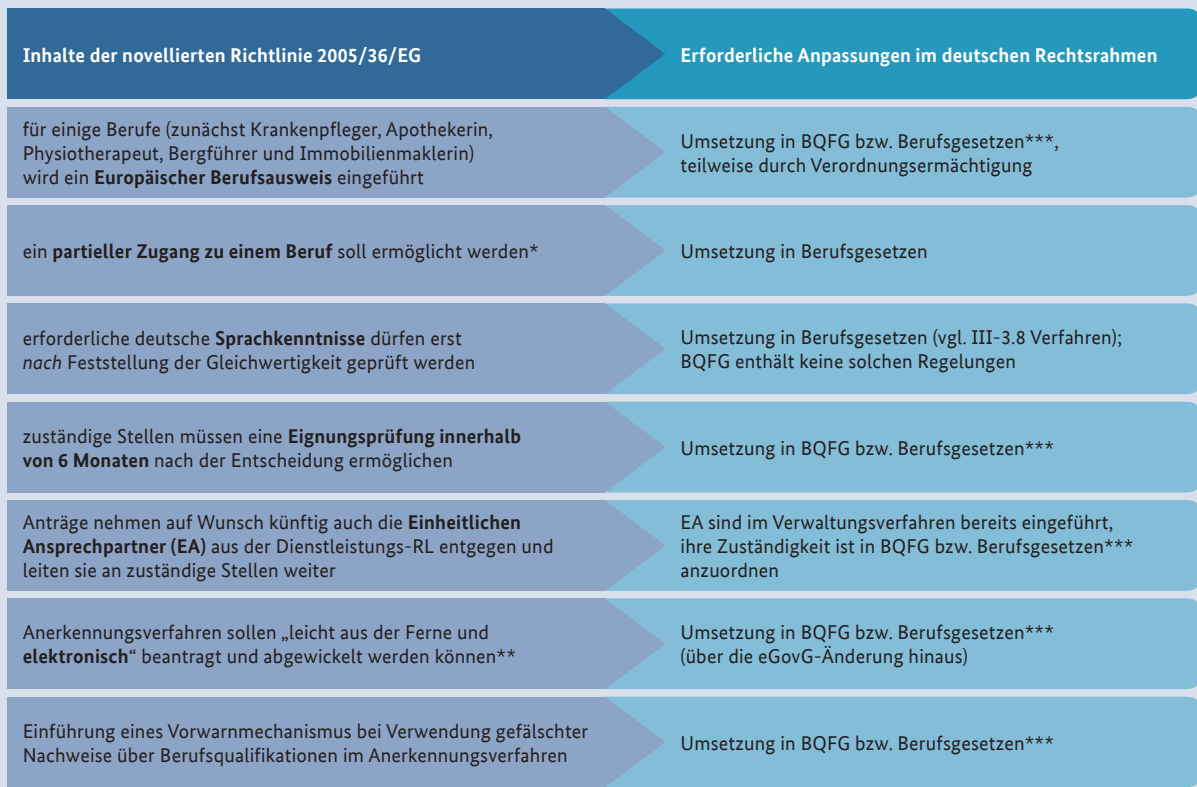 Inhalte der novellierten Richtlinie 2005/36/EG
Erforderliche Anpassungen im deutschen Rechtsrahmen
für einige Berufe (zunächst Krankenpfleger, Apothekerin,
Physiotherapeut, Bergführer und Immobilienmaklerin)
wird ein Europäischer Berufsausweis eingeführt
Umsetzung in BQFG bzw. Berufsgesetzen***,
teilweise durch Verordnungsermächtigung
ein partieller Zugang zu einem Beruf soll ermöglicht werden*
Umsetzung in Berufsgesetzen
erforderliche deutsche Sprachkenntnisse dürfen erst
nach Feststellung der Gleichwertigkeit geprüft werden
Umsetzung in Berufsgesetzen (vgl. III-3.8 Verfahren);
BQFG enthält keine solchen Regelungen
zuständige Stellen müssen eine Eignungsprüfung innerhalb
von 6 Monaten nach der Entscheidung ermöglichen
Umsetzung in BQFG bzw. Berufsgesetzen***
Anträge nehmen auf Wunsch künftig auch die Einheitlichen
Ansprechpartner (EA) aus der Dienstleistungs-RL entgegen und
leiten sie an zuständige Stellen weiter
EA sind im Verwaltungsverfahren bereits eingeführt,
ihre Zuständigkeit ist in BQFG bzw. Berufsgesetzen***
anzuordnen
Anerkennungsverfahren sollen „leicht aus der Ferne und
elektronisch“ beantragt und abgewickelt werden können**
Umsetzung in BQFG bzw. Berufsgesetzen***
(über die eGovG-Änderung hinaus)
Einführung eines Vorwarnmechanismus bei Verwendung gefälschter
Nachweise über Berufsqualifikationen im Anerkennungsverfahren
Umsetzung in BQFG bzw. Berufsgesetzen***